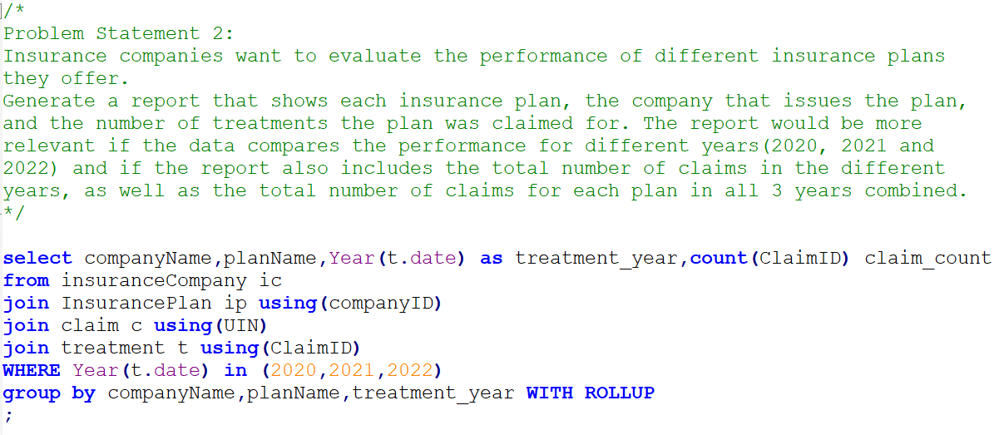 /*
Problem Statement 2:
Insurance companies want to evaluate the performance of different insurance plans
they offer.
Generate a report that shows each insurance plan, the company that issues the plan,
and the number of treatments the plan was claimed for. The report would be more
relevant if the data compares the performance for different years(2020, 2021 and
2022) and if the report also includes the total number of claims in the different
years, as well as the total number of claims for each plan in all 3 years combined.
*/
select companyName,planName,Year(t.date) as treatment_year,count(ClaimID) claim_count
from insuranceCompany ic
join InsurancePlan ip using(companyID)
join claim c using(UIN)
join treatment t using(ClaimID)
WHERE Year(t.date) in (2020,2021,2022)
group by companyName,planName,treatment_year WITH ROLLUP
;